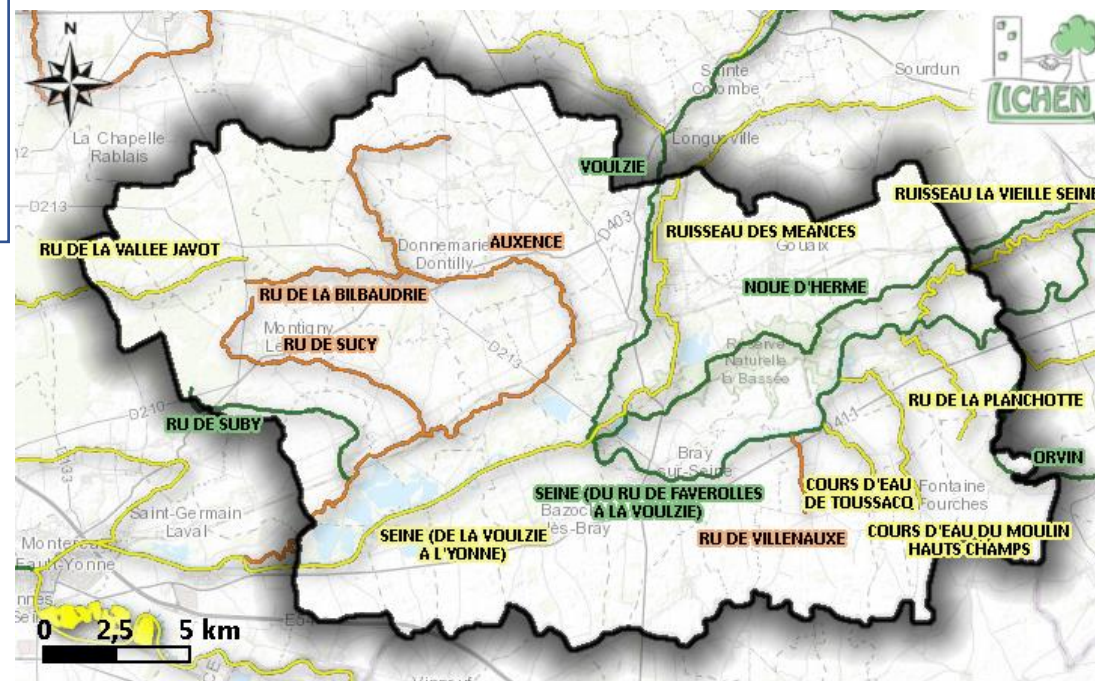 N
LICHEN
Sainte
Colombe
Sourdun
La Chapelle
Rablais
Longueville
VOULZIE
D213
D403
RUISSEAU LA VIEILLE SEINE
RU DE LA VALLEE JAVOT
Donnemarie
Dontilly
AUXENCE
RUISSEAU DES MEANCES
Gouaix
RU DE LA BILBAUDRIE
NOUE D'HERME
Montigny
RU DE SUCY
D213
Réserve
Naturelle
la Bassée
D210
RU DE SUBY
D411
RU DE LA PLANCHOTTE
Bray
sur-Seine
ORVIN
SEINE (DU RU DE FAVEROLLES
A LA VOULZIE)
COURS D'EAU
DE TOUSSACQ
Fontaine
Fourches
Saint-Germain
Laval
SEINE (DE LA VOULZIE
A L'YONNE)
RU DE VILLENAUXE
COURS D'EAU DU MOULIN
HAUTS CHAMPS
0 2,5 5 km